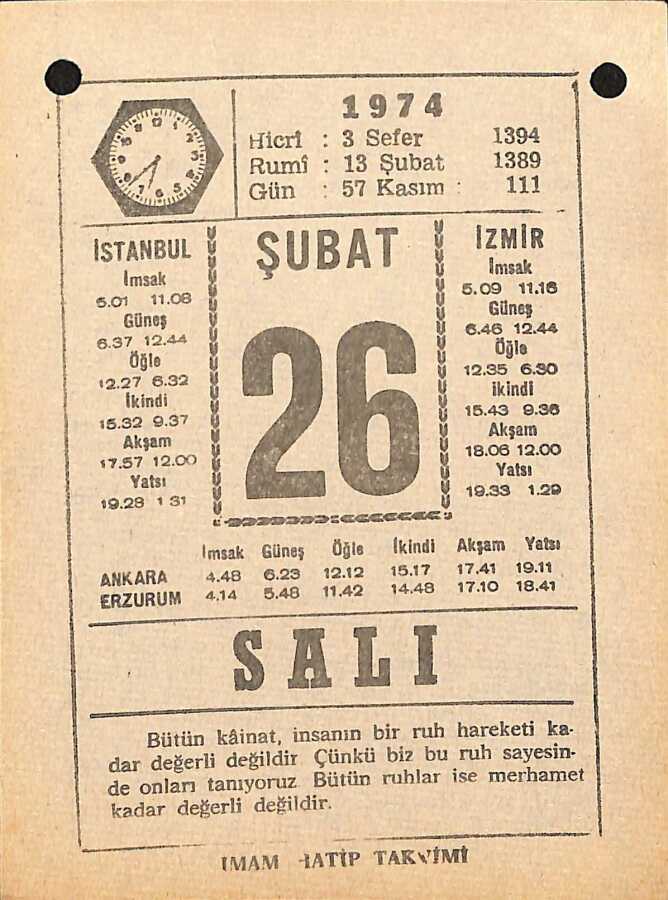 1974
Hicrî : 3 Sefer 1394
Rumî : 13 Şubat 1389
Gün : 57 Kasım : 111
İSTANBUL
İmsak
5.01 11.08
Güneş
6.37 12.44
Öğle
12.27 6.32
İkindi
15.32 9.37
Akşam
17.57 12.00
Yatsı
19.28 1 31
ŞUBAT
26
İZMİR
İmsak
5.09 11.16
Güneş
6.46 12.44
Öğle
12.35 6.30
ikindi
15.43 9.38
Akşam
18.06 12.00
Yatsı
19.33 1.29
İmsak Güneş Öğle İkindi Akşam Yatsı
ANKARA 4.48 6.23 12.12 15.17 17.41 19.11
ERZURUM 4.14 5.48 11.42 14.48 17.10 18.41
SALI
Bütün kâinat, insanın bir ruh hareketi ka-
dar değerli değildir Çünkü biz bu ruh sayesin-
de onları tanıyoruz Bütün ruhlar ise merhamet
kadar değerli değildir.
İMAM HATİP TAKVİMİ